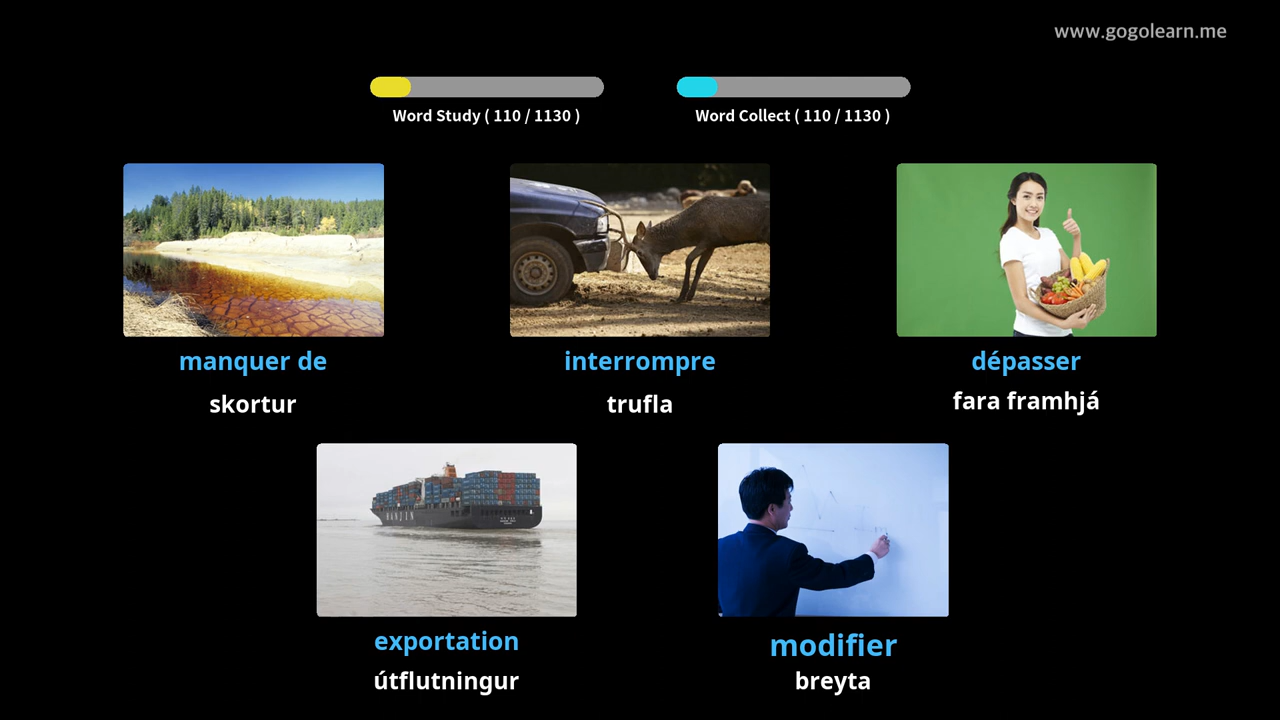 www.gogolearn.me
Word Study ( 110 / 1130 )
Word Collect ( 110 / 1130 )
manquer de
interrompre
dépasser
skortur
trufla
fara framhjá
HANJIN
exportation
modifier
útflutningur
breyta